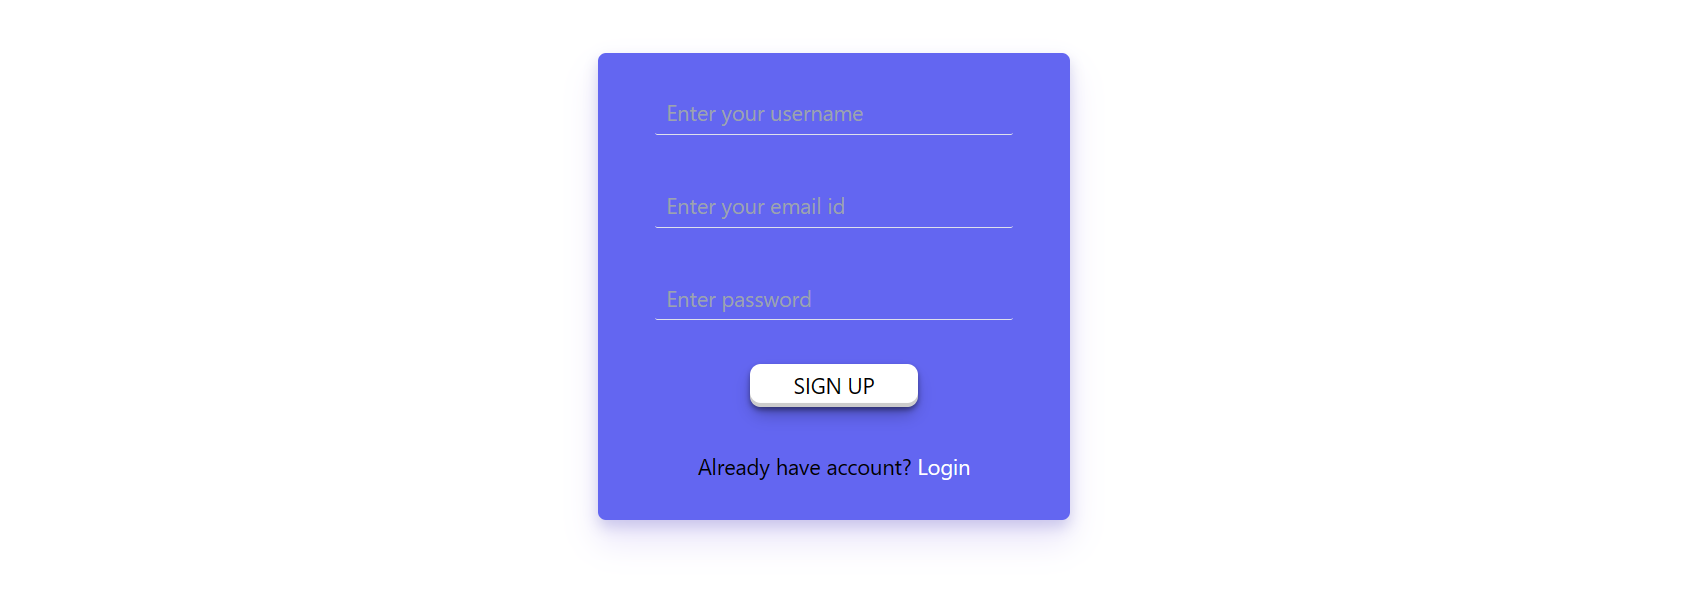 Enter your username
Enter your email id
Enter password
SIGN UP
Already have account? Login